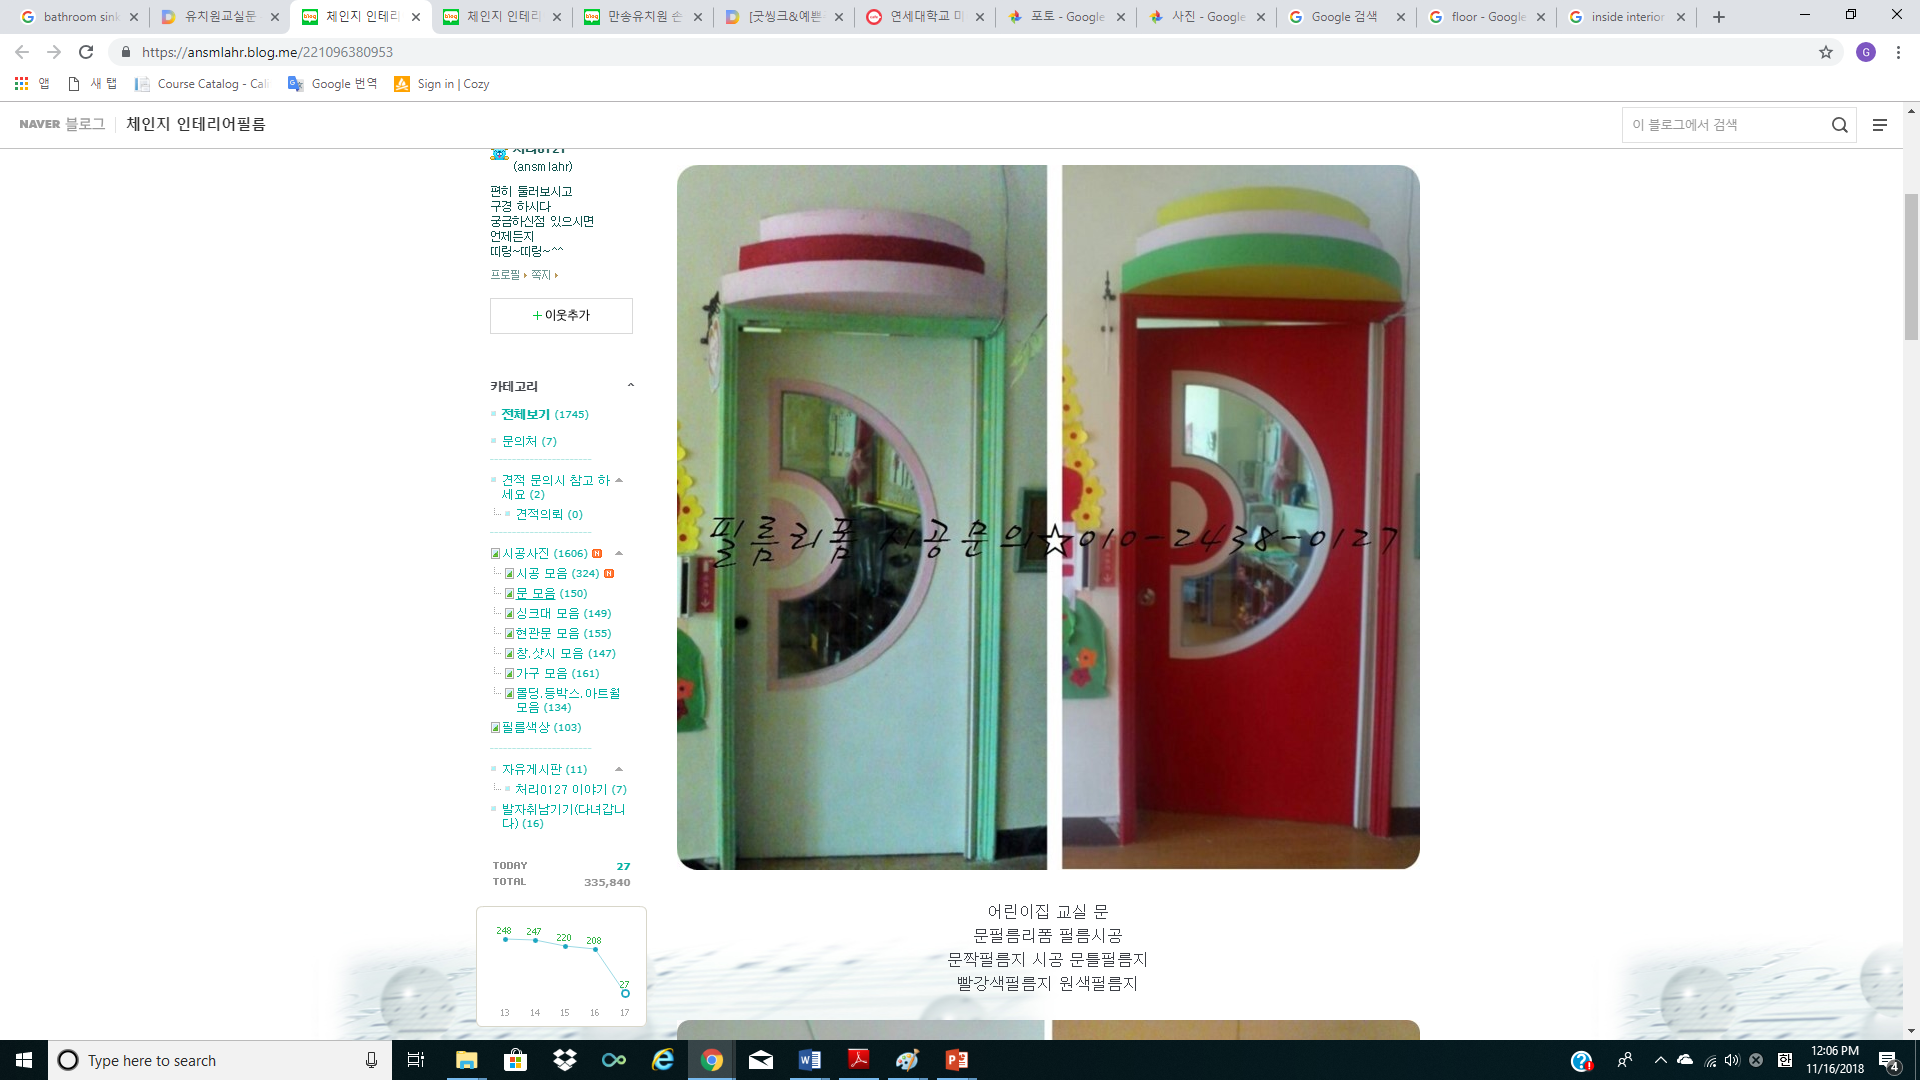 bathroom sink
유치원교실문
체인지 인테리
체인지 인테리
만송유치원 손
[굿씽크&예쁜
연세대학교 미
포토 - Google
사진 - Google
Google 검색
floor - Google
inside interior
https://ansmlahr.blog.me/221096380953
G
앱
새 탭
Course Catalog - Cal
Google 번역
Sign in | Cozy
NAVER 블로그
체인지 인테리어필름
이 블로그에서 검색
(ansmlahr)
편히 둘러보시고
구경 하시다
궁금하신점 있으시면
언제든지
띠링~띠링~^^
프로필 쪽지
+ 이웃추가
카테고리
전체보기 (1745)
문의처 (7)
견적 문의시 참고 하
세요 (2)
견적의뢰 (0)
시공사진 (1606) N
시공 모음 (324) N
문 모음 (150)
싱크대 모음 (149)
현관문 모음 (155)
창.샷시 모음 (147)
가구 모음 (161)
몰딩.등박스.아트월
모음 (134)
필름색상 (103)
자유게시판 (11)
처리0127 이야기 (7)
발자취남기기(다녀갑니
다) (16)
TODAY 27
TOTAL 335,840
248 247 220 208 27
13 14 15 16 17
필름리폼 시공문의☆010-2438-0127
어린이집 교실 문
문필름리폼 필름시공
문짝필름지 시공 문틀필름지
빨강색필름지 원색필름지
Type here to search
한
12:06 PM
11/16/2018
4